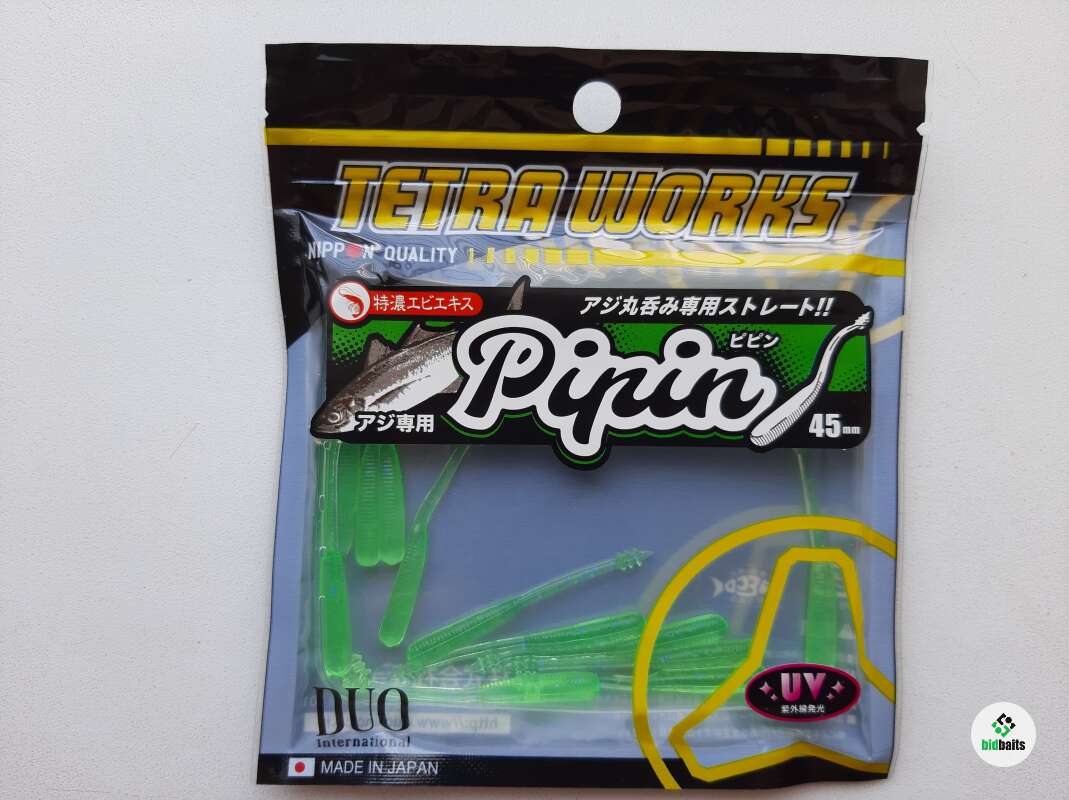 TETRA WORKS
NIPPON QUALITY
特濃エビエキス
アジ丸呑み専用ストレート!!
ピピン
Pipin
アジ専用
45mm
UV
紫外線発光
DUO
international
MADE IN JAPAN
bidbaits